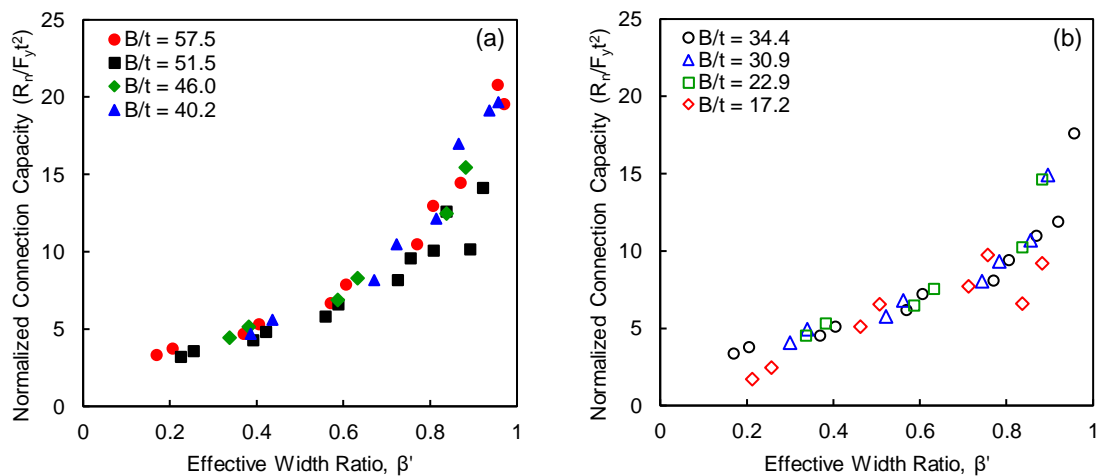 (a)
B/t = 57.5
B/t = 51.5
B/t = 46.0
B/t = 40.2
Normalized Connection Capacity (Rₙ/Fᵧt²)
25
20
15
10
5
0
0 0.2 0.4 0.6 0.8 1
Effective Width Ratio, β'
(b)
B/t = 34.4
B/t = 30.9
B/t = 22.9
B/t = 17.2
Normalized Connection Capacity (Rₙ/Fᵧt²)
25
20
15
10
5
0
0 0.2 0.4 0.6 0.8 1
Effective Width Ratio, β'